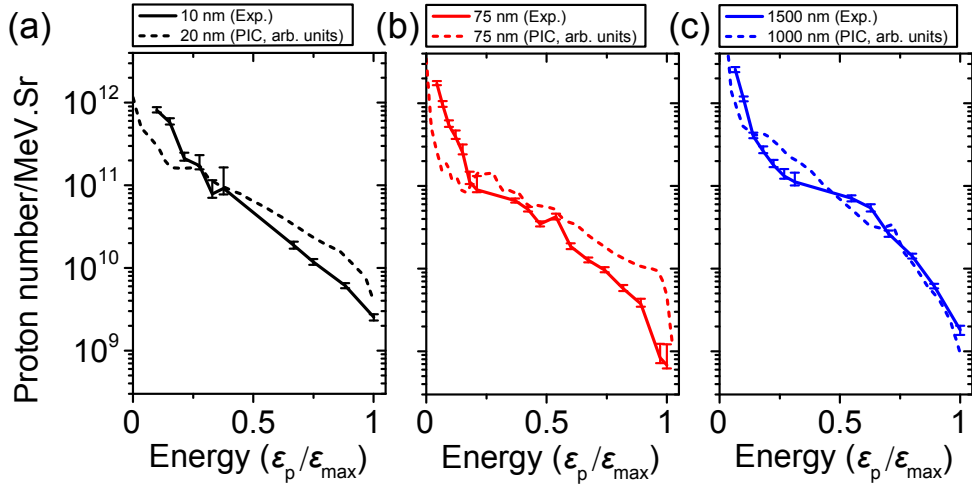 (a)
10 nm (Exp.)
20 nm (PIC, arb. units)
(b)
75 nm (Exp.)
75 nm (PIC, arb. units)
(c)
1500 nm (Exp.)
1000 nm (PIC, arb. units)
Proton number/MeV.Sr
10¹²
10¹¹
10¹⁰
10⁹
0 0.5 1
0 0.5 1
0 0.5 1
Energy (εp/εmax)
Energy (εp/εmax)
Energy (εp/εmax)